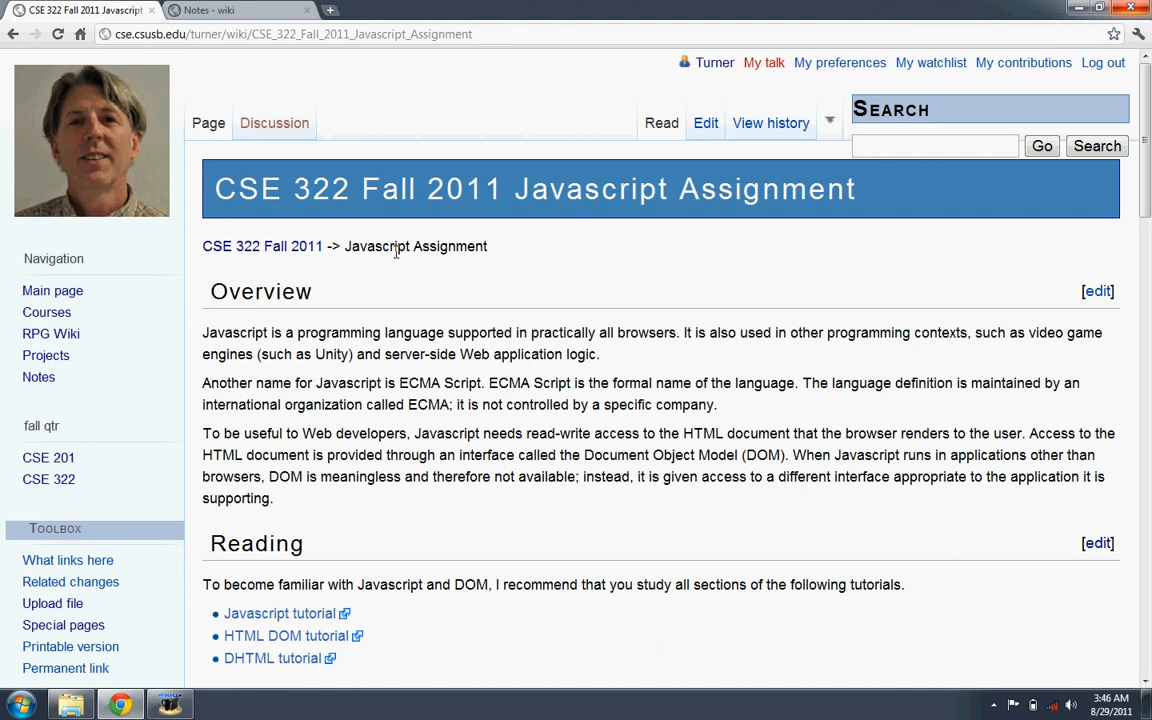 CSE 322 Fall 2011 Javascript
Notes - wiki
cse.csusb.edu/turner/wiki/CSE_322_Fall_2011_Javascript_Assignment
Turner My talk My preferences My watchlist My contributions Log out
Page Discussion Read Edit View history
Search
Go Search
CSE 322 Fall 2011 Javascript Assignment
CSE 322 Fall 2011 -> Javascript Assignment
Navigation
Main page
Courses
RPG Wiki
Projects
Notes
fall qtr
CSE 201
CSE 322
Toolbox
What links here
Related changes
Upload file
Special pages
Printable version
Permanent link
Overview [edit]
Javascript is a programming language supported in practically all browsers. It is also used in other programming contexts, such as video game
engines (such as Unity) and server-side Web application logic.
Another name for Javascript is ECMA Script. ECMA Script is the formal name of the language. The language definition is maintained by an
international organization called ECMA; it is not controlled by a specific company.
To be useful to Web developers, Javascript needs read-write access to the HTML document that the browser renders to the user. Access to the
HTML document is provided through an interface called the Document Object Model (DOM). When Javascript runs in applications other than
browsers, DOM is meaningless and therefore not available; instead, it is given access to a different interface appropriate to the application it is
supporting.
Reading [edit]
To become familiar with Javascript and DOM, I recommend that you study all sections of the following tutorials.
Javascript tutorial
HTML DOM tutorial
DHTML tutorial
3:46 AM
8/29/2011